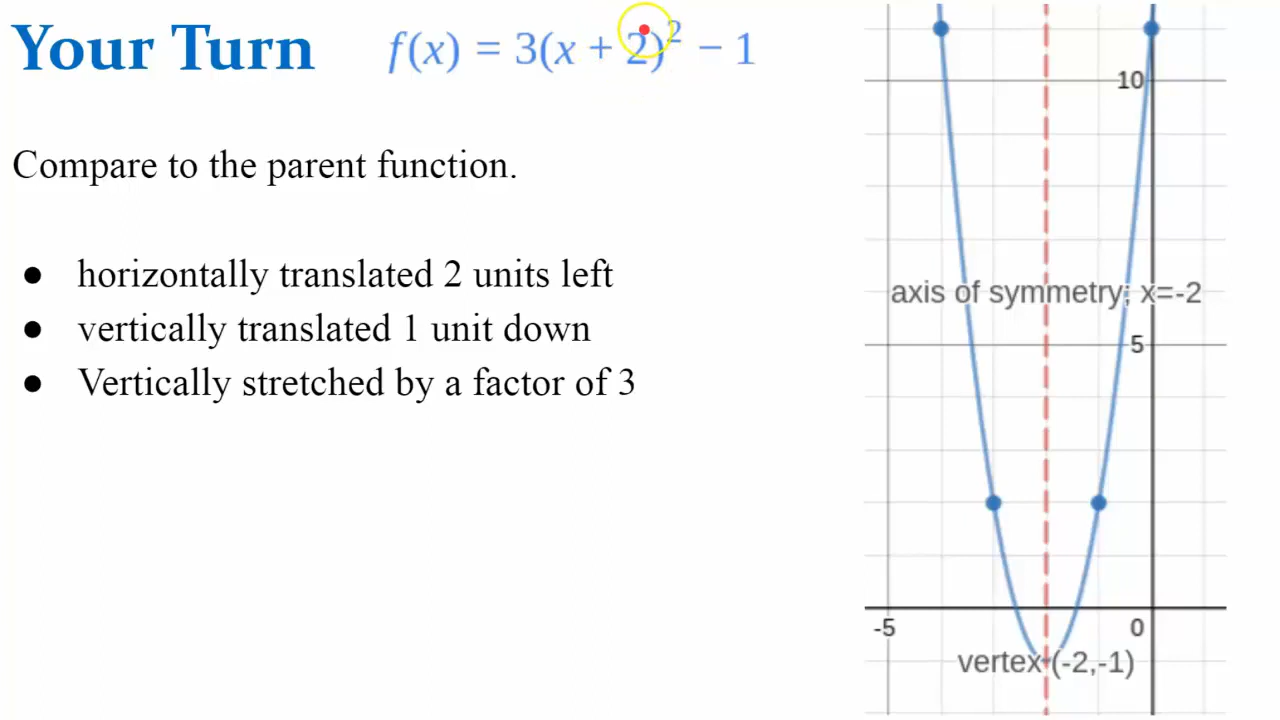 Your Turn
f(x) = 3(x + 2)² − 1
Compare to the parent function.
● horizontally translated 2 units left
● vertically translated 1 unit down
● Vertically stretched by a factor of 3
10
axis of symmetry; x=-2
5
-5
0
vertex (-2,-1)